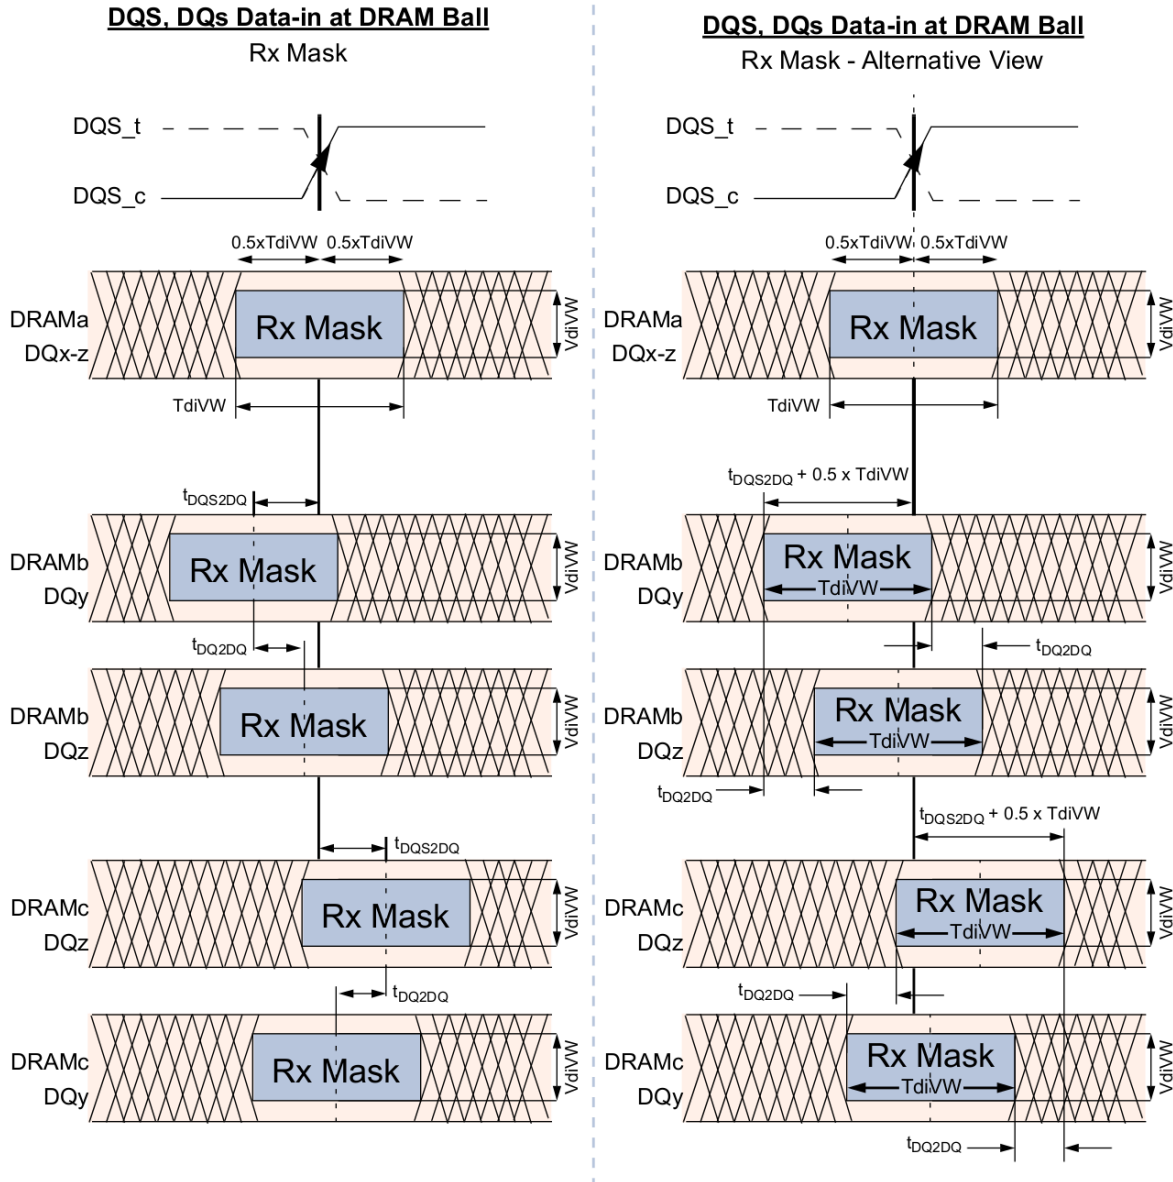 DQS, DQs Data-in at DRAM Ball
Rx Mask
DQS_t
DQS_c
0.5xTdiVW 0.5xTdiVW
DRAMa
DQx-z
Rx Mask
VdiVW
TdiVW
tDQS2DQ
DRAMb
DQy
Rx Mask
VdiVW
tDQ2DQ
DRAMb
DQz
Rx Mask
VdiVW
tDQS2DQ
DRAMc
DQz
Rx Mask
VdiVW
tDQ2DQ
DRAMc
DQy
Rx Mask
VdiVW
DQS, DQs Data-in at DRAM Ball
Rx Mask - Alternative View
DQS_t
DQS_c
0.5xTdiVW 0.5xTdiVW
DRAMa
DQx-z
Rx Mask
VdiVW
TdiVW
tDQS2DQ + 0.5 x TdiVW
DRAMb
DQy
Rx Mask
TdiVW
VdiVW
tDQ2DQ
DRAMb
DQz
Rx Mask
TdiVW
VdiVW
tDQ2DQ
tDQS2DQ + 0.5 x TdiVW
DRAMc
DQz
Rx Mask
TdiVW
VdiVW
tDQ2DQ
DRAMc
DQy
Rx Mask
TdiVW
VdiVW
tDQ2DQ